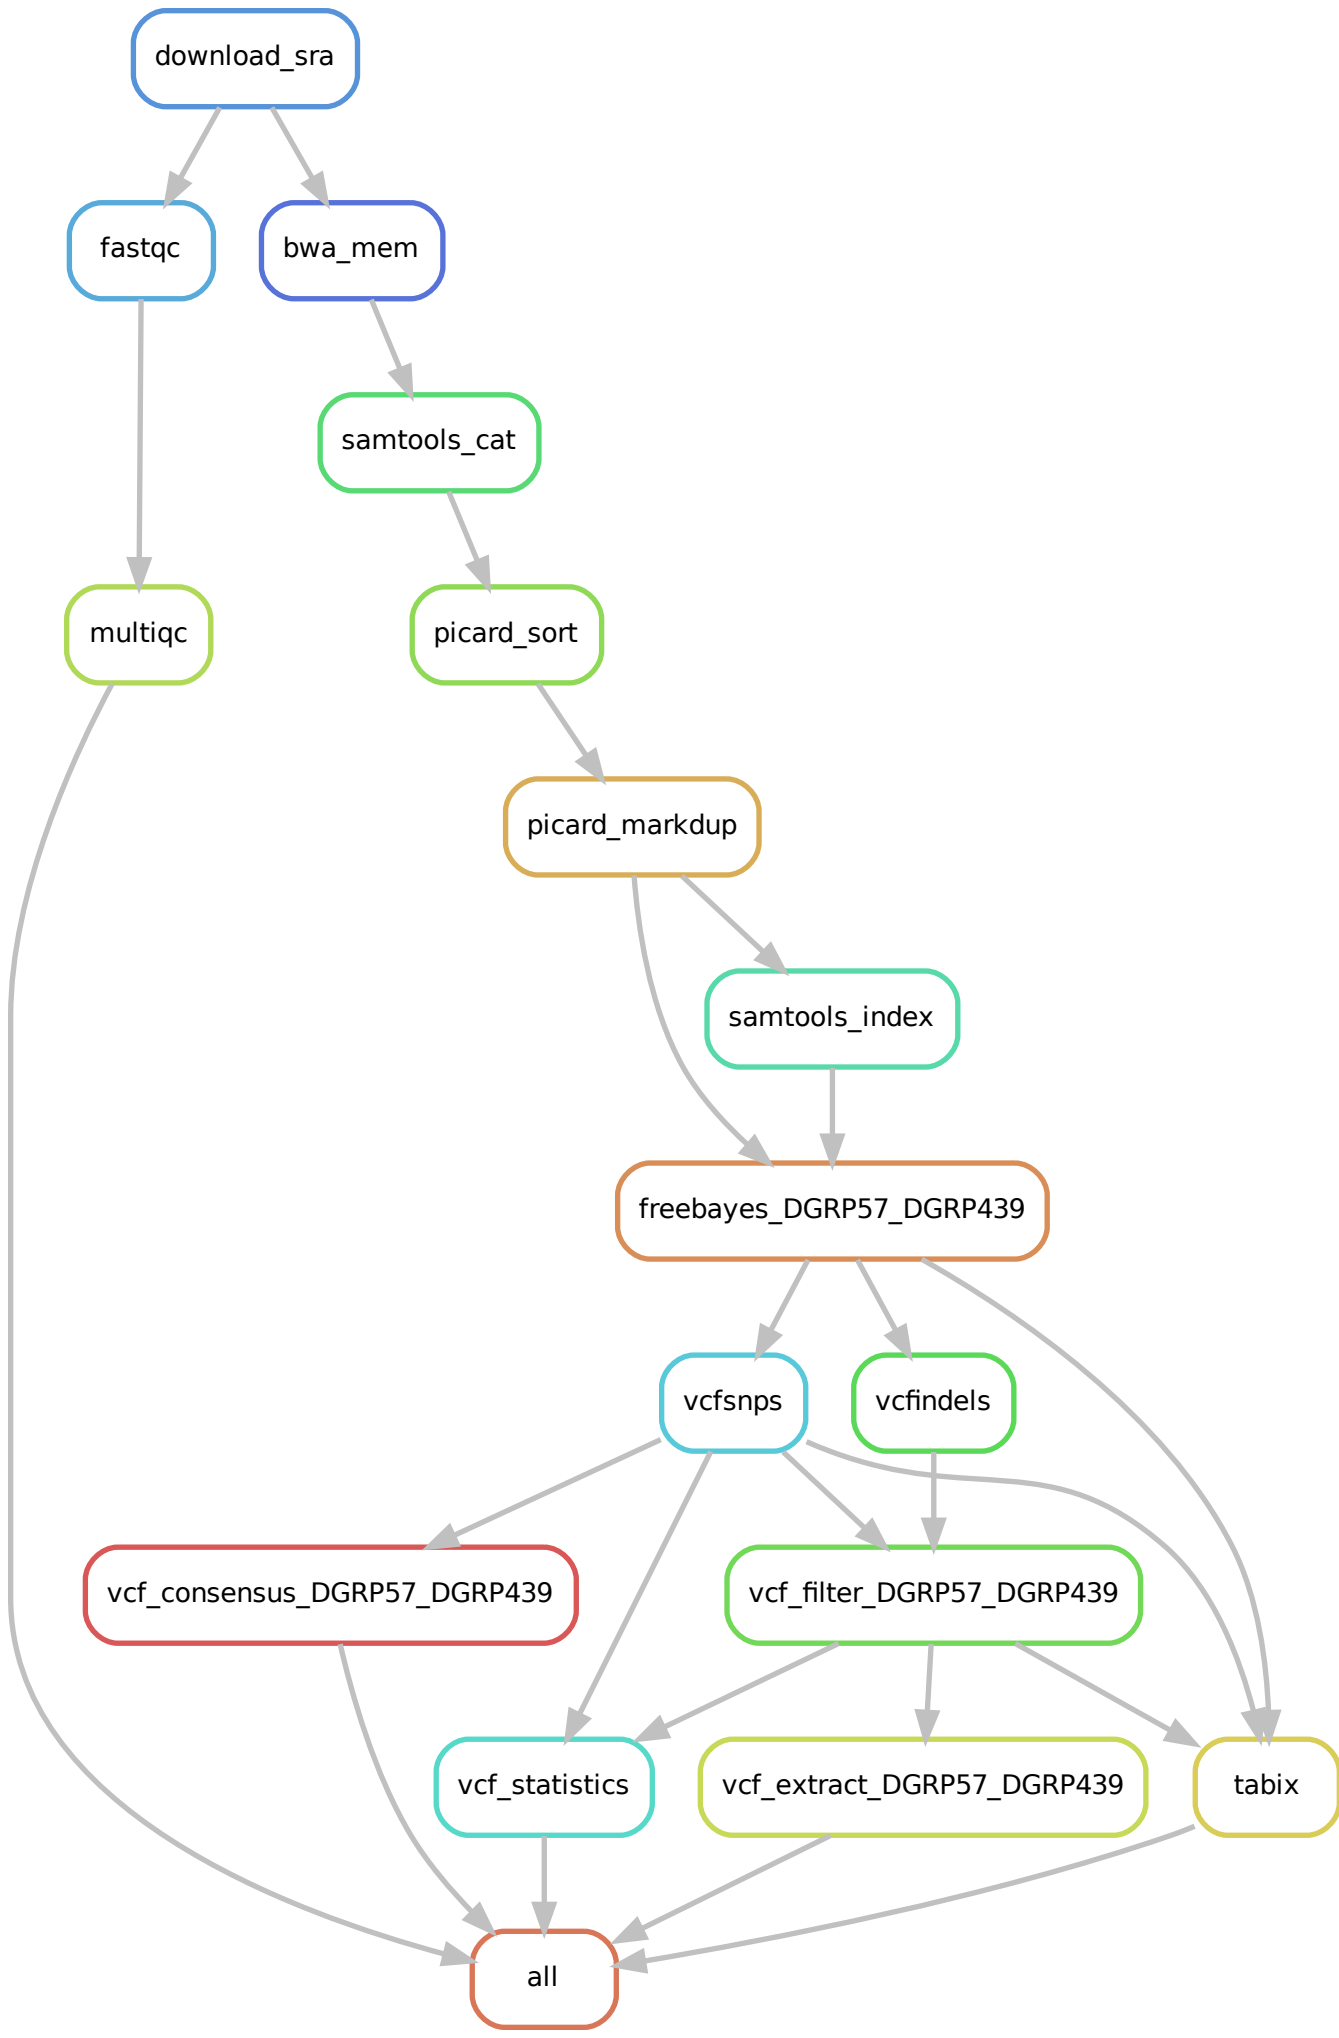 download_sra
fastqc
bwa_mem
samtools_cat
multiqc
picard_sort
picard_markdup
samtools_index
freebayes_DGRP57_DGRP439
vcfsnps
vcfindels
vcf_consensus_DGRP57_DGRP439
vcf_filter_DGRP57_DGRP439
vcf_statistics
vcf_extract_DGRP57_DGRP439
tabix
all